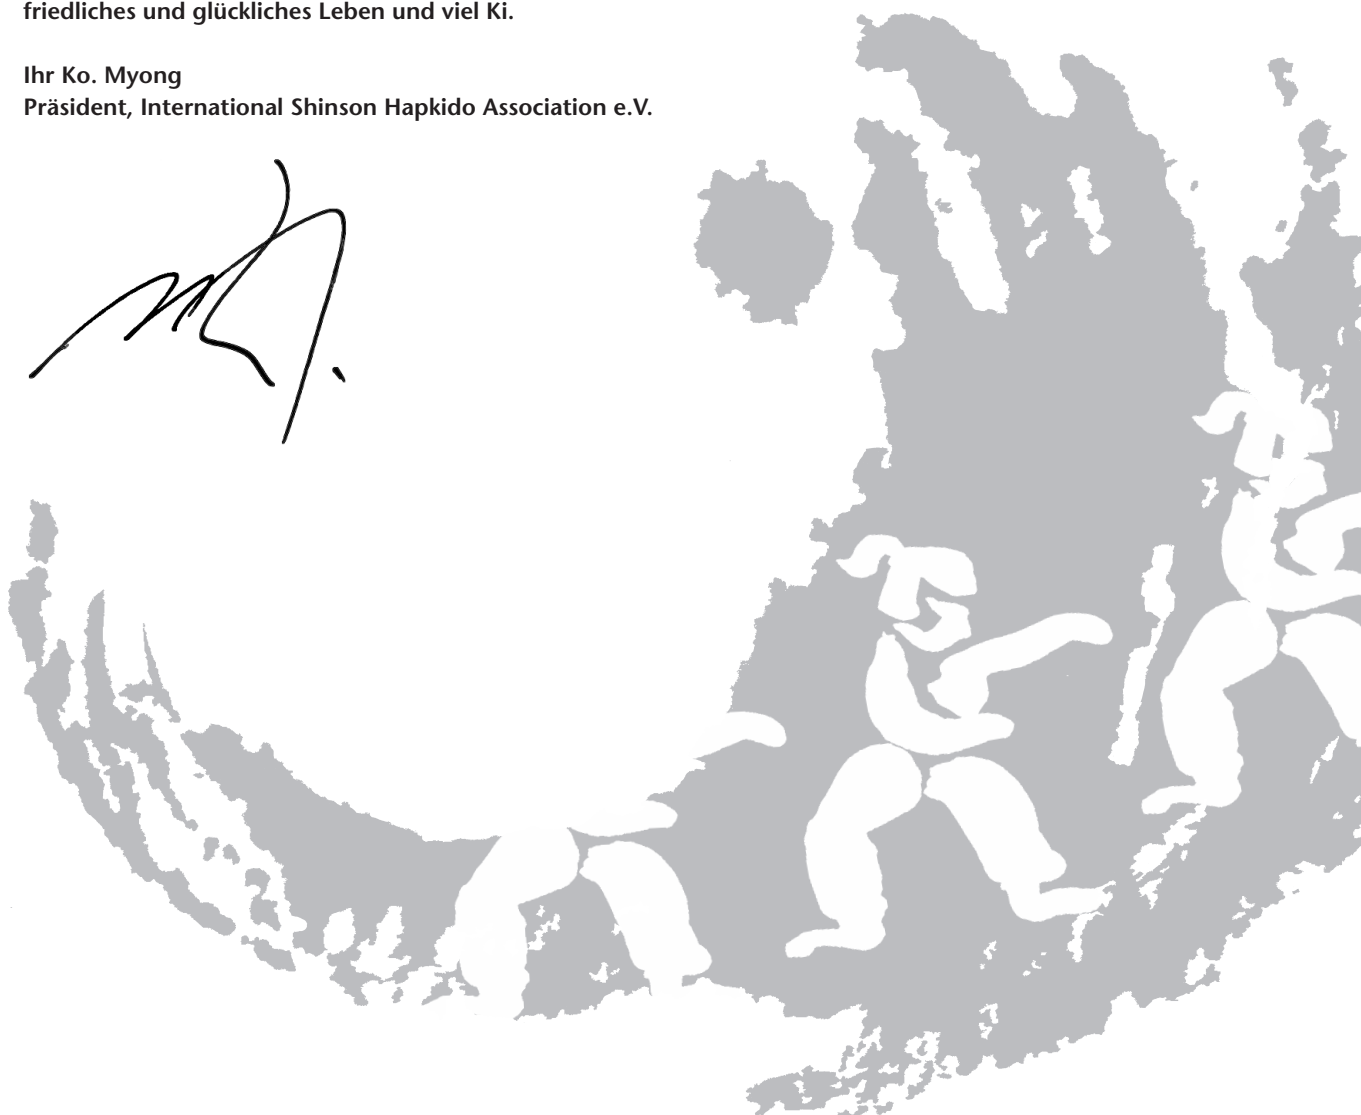 friedliches und glückliches Leben und viel Ki.
Ihr Ko. Myong
Präsident, International Shinson Hapkido Association e.V.